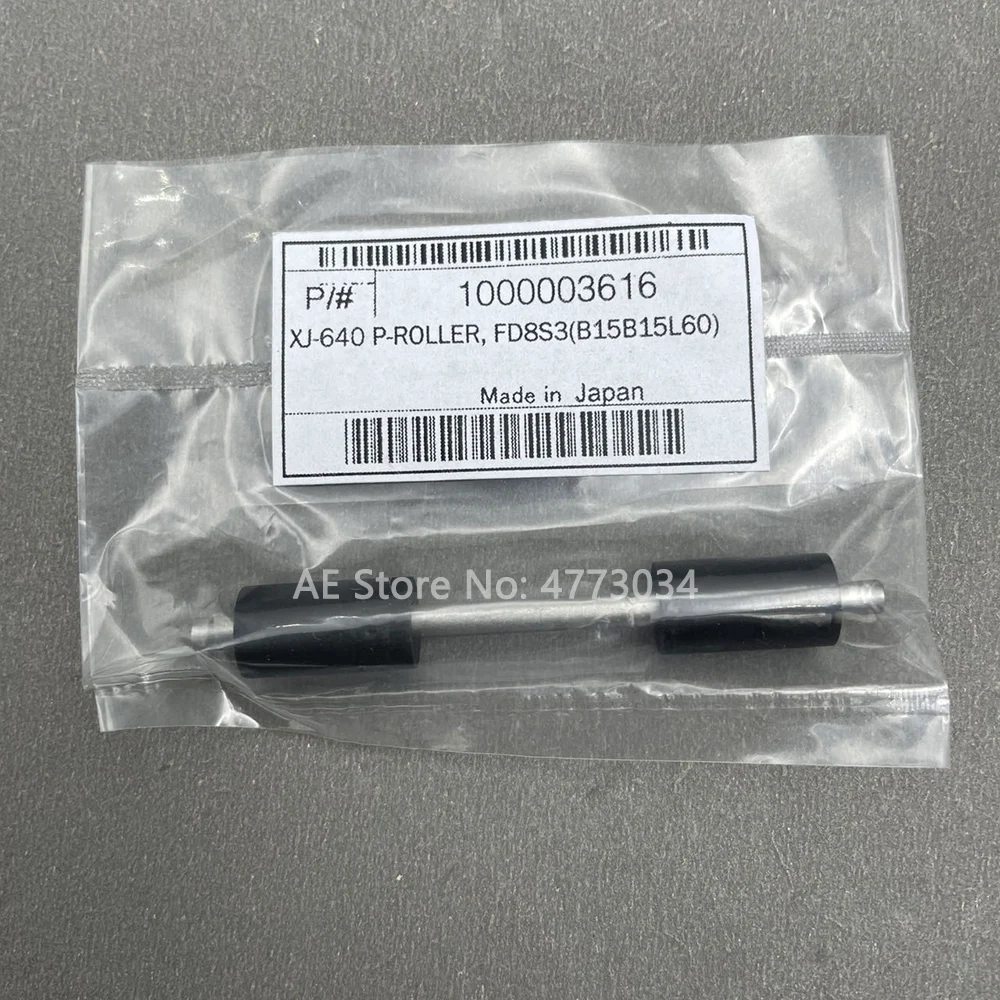 P/# 1000003616
XJ-640 P-ROLLER, FD8S3(B15B15L60)
Made in Japan
AE Store No: 4773034